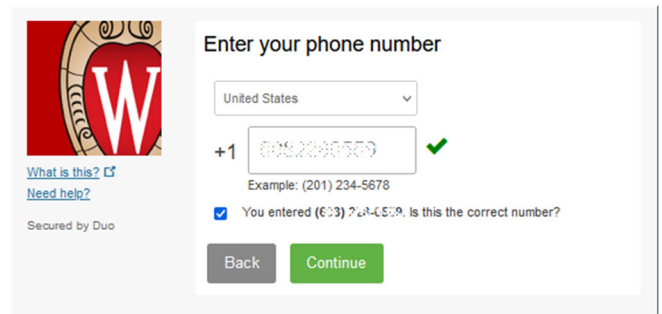 W
Enter your phone number
United States
+1
Example: (201) 234-5678
You entered Is this the correct number?
Back
Continue
What is this?
Need help?
Secured by Duo